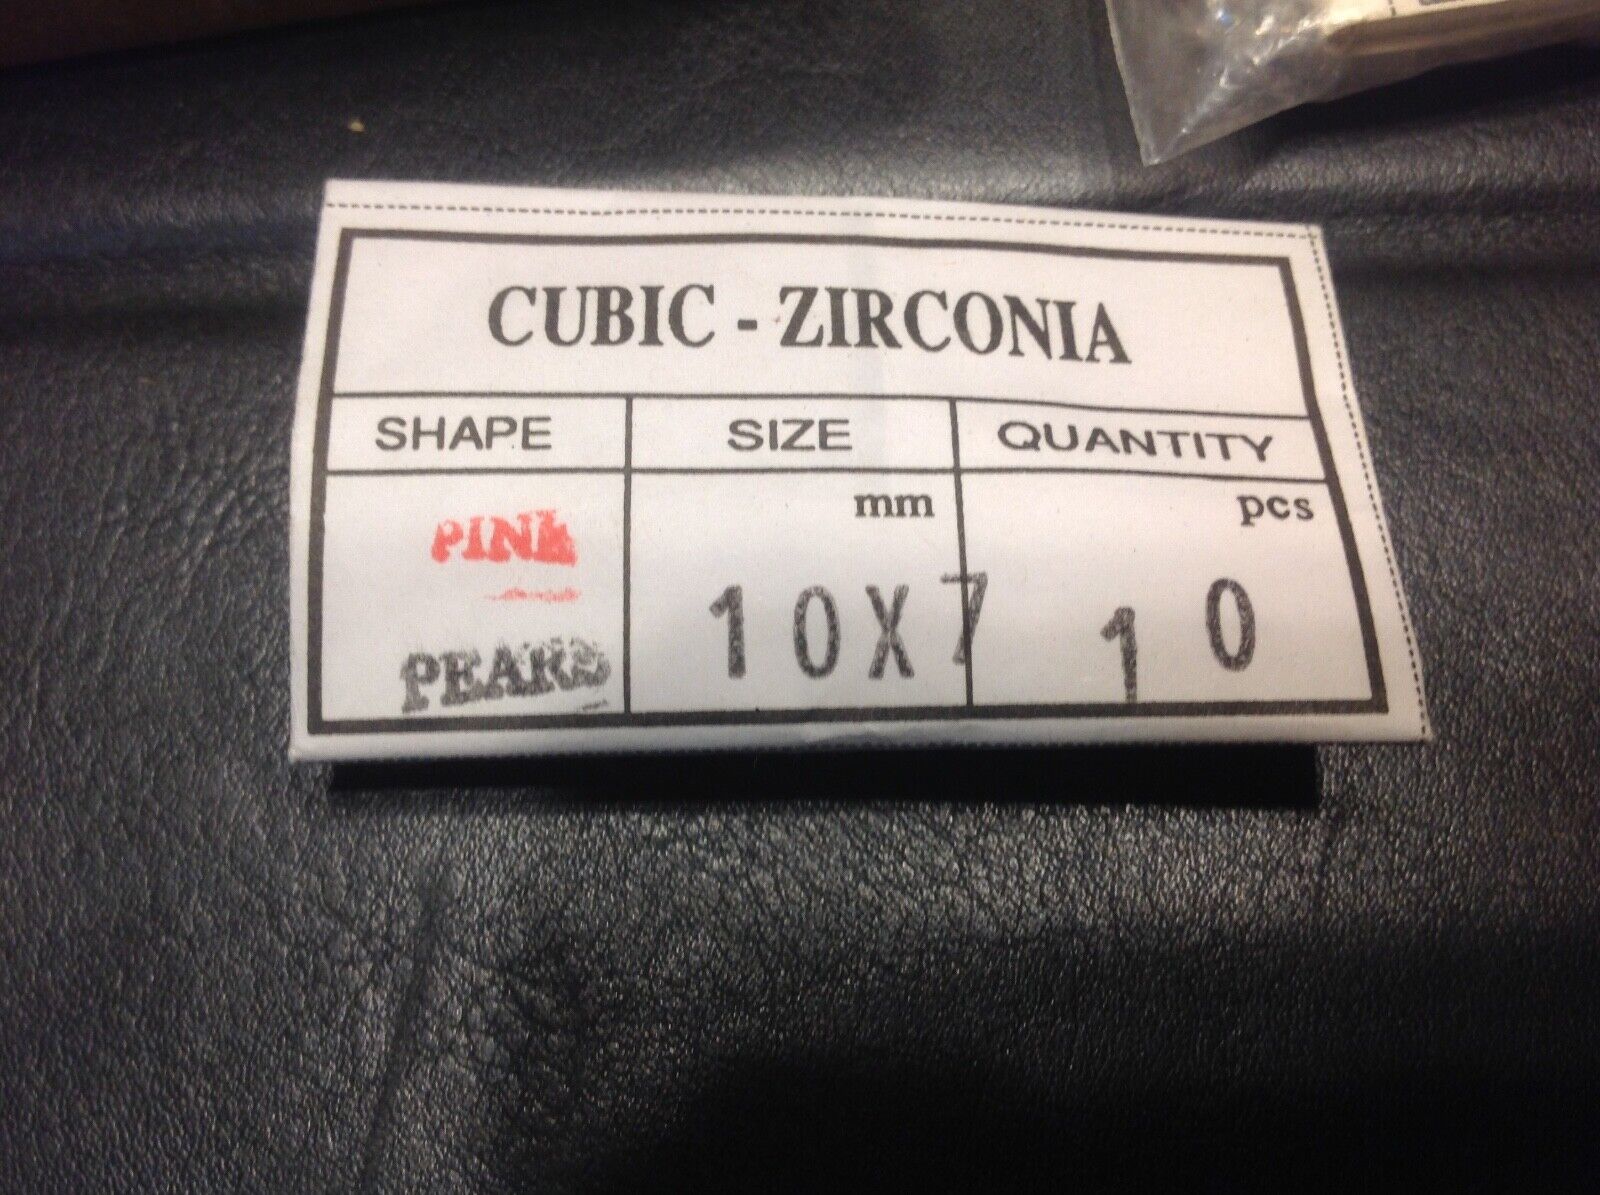 CUBIC - ZIRCONIA
SHAPE SIZE QUANTITY
mm pcs
PINK
PEARS 10X7 10